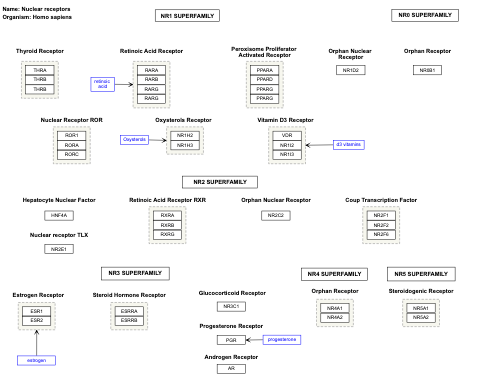 Name: Nuclear receptors
Organism: Homo sapiens
NR1 SUPERFAMILY
NR0 SUPERFAMILY
Thyroid Receptor
THRA
THRB
THRB
Retinoic Acid Receptor
retinoic
acid
RARA
RARB
RARG
RARG
Peroxisome Proliferator
Activated Receptor
PPARA
PPARD
PPARG
PPARG
Orphan Nuclear
Receptor
NR1D2
Orphan Receptor
NR0B1
Nuclear Receptor ROR
ROR1
RORA
RORC
Oxysterols Receptor
Oxysterols
NR1H2
NR1H3
Vitamin D3 Receptor
VDR
NR1I2
NR1I3
d3 vitamins
NR2 SUPERFAMILY
Hepatocyte Nuclear Factor
HNF4A
Nuclear receptor TLX
NR2E1
Retinoic Acid Receptor RXR
RXRA
RXRB
RXRG
Orphan Nuclear Receptor
NR2C2
Coup Transcription Factor
NR2F1
NR2F2
NR2F6
NR3 SUPERFAMILY
NR4 SUPERFAMILY
NR5 SUPERFAMILY
Estrogen Receptor
ESR1
ESR2
estrogen
Steroid Hormone Receptor
ESRRA
ESRRB
Glucocorticoid Receptor
NR3C1
Progesterone Receptor
PGR
progesterone
Androgen Receptor
AR
Orphan Receptor
NR4A1
NR4A2
Steroidogenic Receptor
NR5A1
NR5A2